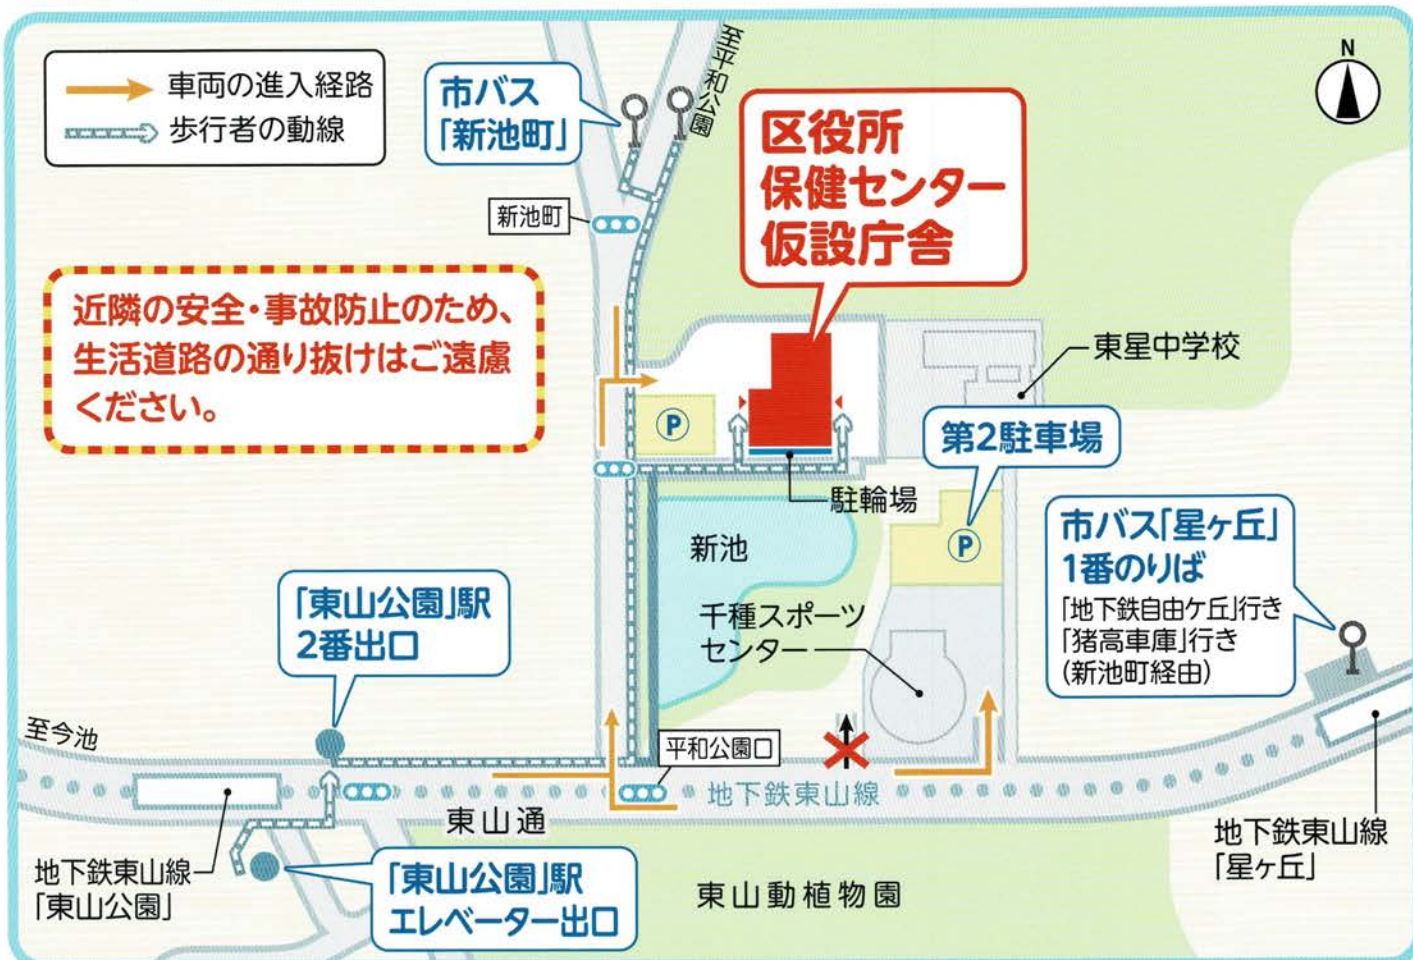 車両の進入経路
歩行者の動線
市バス
「新池町」
至平和公園
N
区役所
保健センター
仮設庁舎
新池町
近隣の安全・事故防止のため、
生活道路の通り抜けはご遠慮
ください。
東星中学校
P
第2駐車場
駐輪場
新池
P
市バス「星ヶ丘」
1番のりば
「地下鉄自由ケ丘」行き
「猪高車庫」行き
(新池町経由)
「東山公園」駅
2番出口
千種スポーツ
センター
至今池
平和公園口
地下鉄東山線
東山通
地下鉄東山線
「東山公園」
「東山公園」駅
エレベーター出口
東山動植物園
地下鉄東山線
「星ヶ丘」